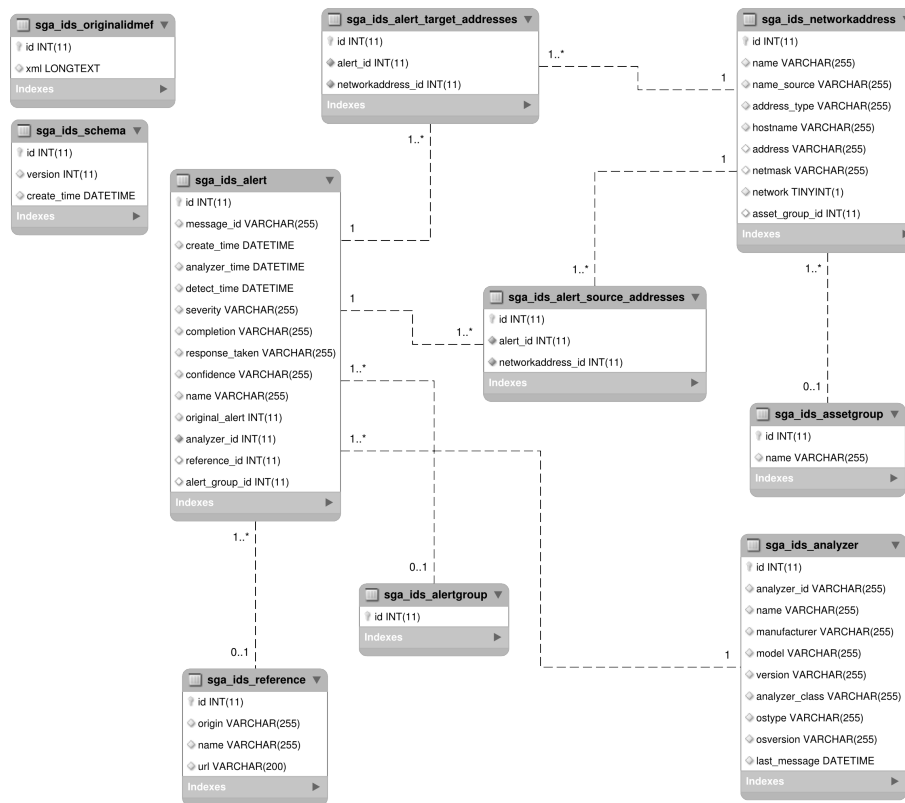 sga_ids_originalidmef
id INT(11)
xml LONGTEXT
Indexes
sga_ids_schema
id INT(11)
version INT(11)
create_time DATETIME
Indexes
sga_ids_alert_target_addresses
id INT(11)
alert_id INT(11)
networkaddress_id INT(11)
Indexes
1..*
1
1..*
1
sga_ids_networkaddress
id INT(11)
name VARCHAR(255)
name_source VARCHAR(255)
address_type VARCHAR(255)
hostname VARCHAR(255)
address VARCHAR(255)
netmask VARCHAR(255)
network TINYINT(1)
asset_group_id INT(11)
Indexes
sga_ids_alert
id INT(11)
message_id VARCHAR(255)
create_time DATETIME
analyzer_time DATETIME
detect_time DATETIME
severity VARCHAR(255)
completion VARCHAR(255)
response_taken VARCHAR(255)
confidence VARCHAR(255)
name VARCHAR(255)
original_alert INT(11)
analyzer_id INT(11)
reference_id INT(11)
alert_group_id INT(11)
Indexes
1
1
1..*
1..*
1..*
1..*
sga_ids_alert_source_addresses
id INT(11)
alert_id INT(11)
networkaddress_id INT(11)
Indexes
1..*
0..1
sga_ids_assetgroup
id INT(11)
name VARCHAR(255)
Indexes
1..*
0..1
sga_ids_alertgroup
id INT(11)
Indexes
0..1
sga_ids_reference
id INT(11)
origin VARCHAR(255)
name VARCHAR(255)
url VARCHAR(200)
Indexes
1
sga_ids_analyzer
id INT(11)
analyzer_id VARCHAR(255)
name VARCHAR(255)
manufacturer VARCHAR(255)
model VARCHAR(255)
version VARCHAR(255)
analyzer_class VARCHAR(255)
ostype VARCHAR(255)
osversion VARCHAR(255)
last_message DATETIME
Indexes